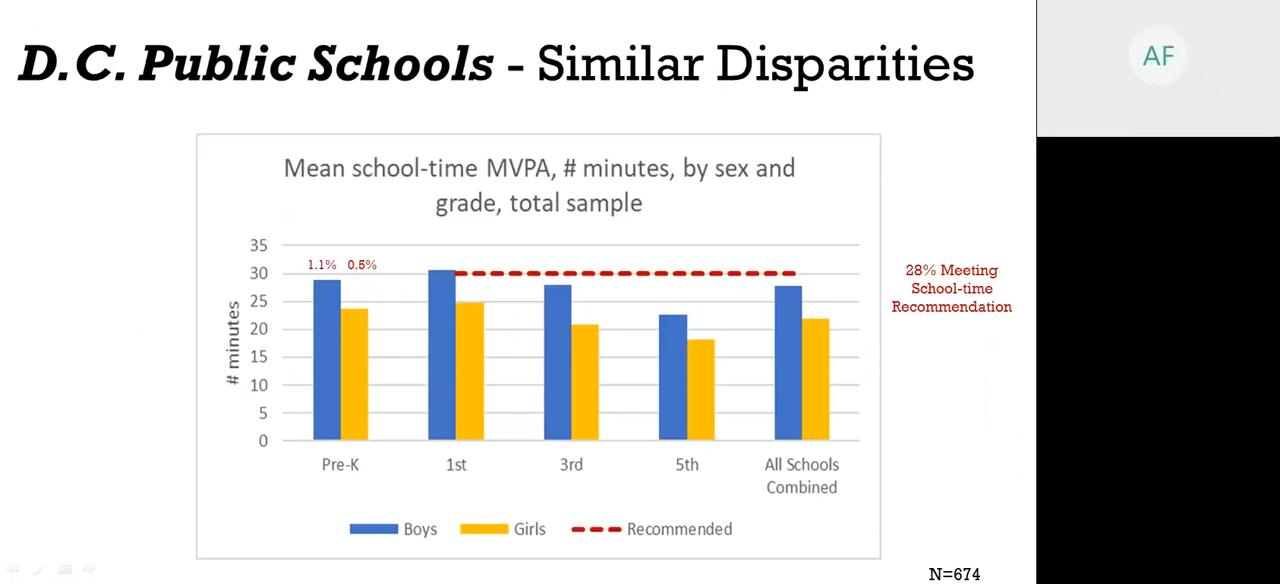 D.C. Public Schools - Similar Disparities
AF
Mean school-time MVPA, # minutes, by sex and
grade, total sample
# minutes
35
30
25
20
15
10
5
0
1.1% 0.5%
Pre-K 1st 3rd 5th All Schools
Combined
Boys Girls Recommended
28% Meeting
School-time
Recommendation
N=674